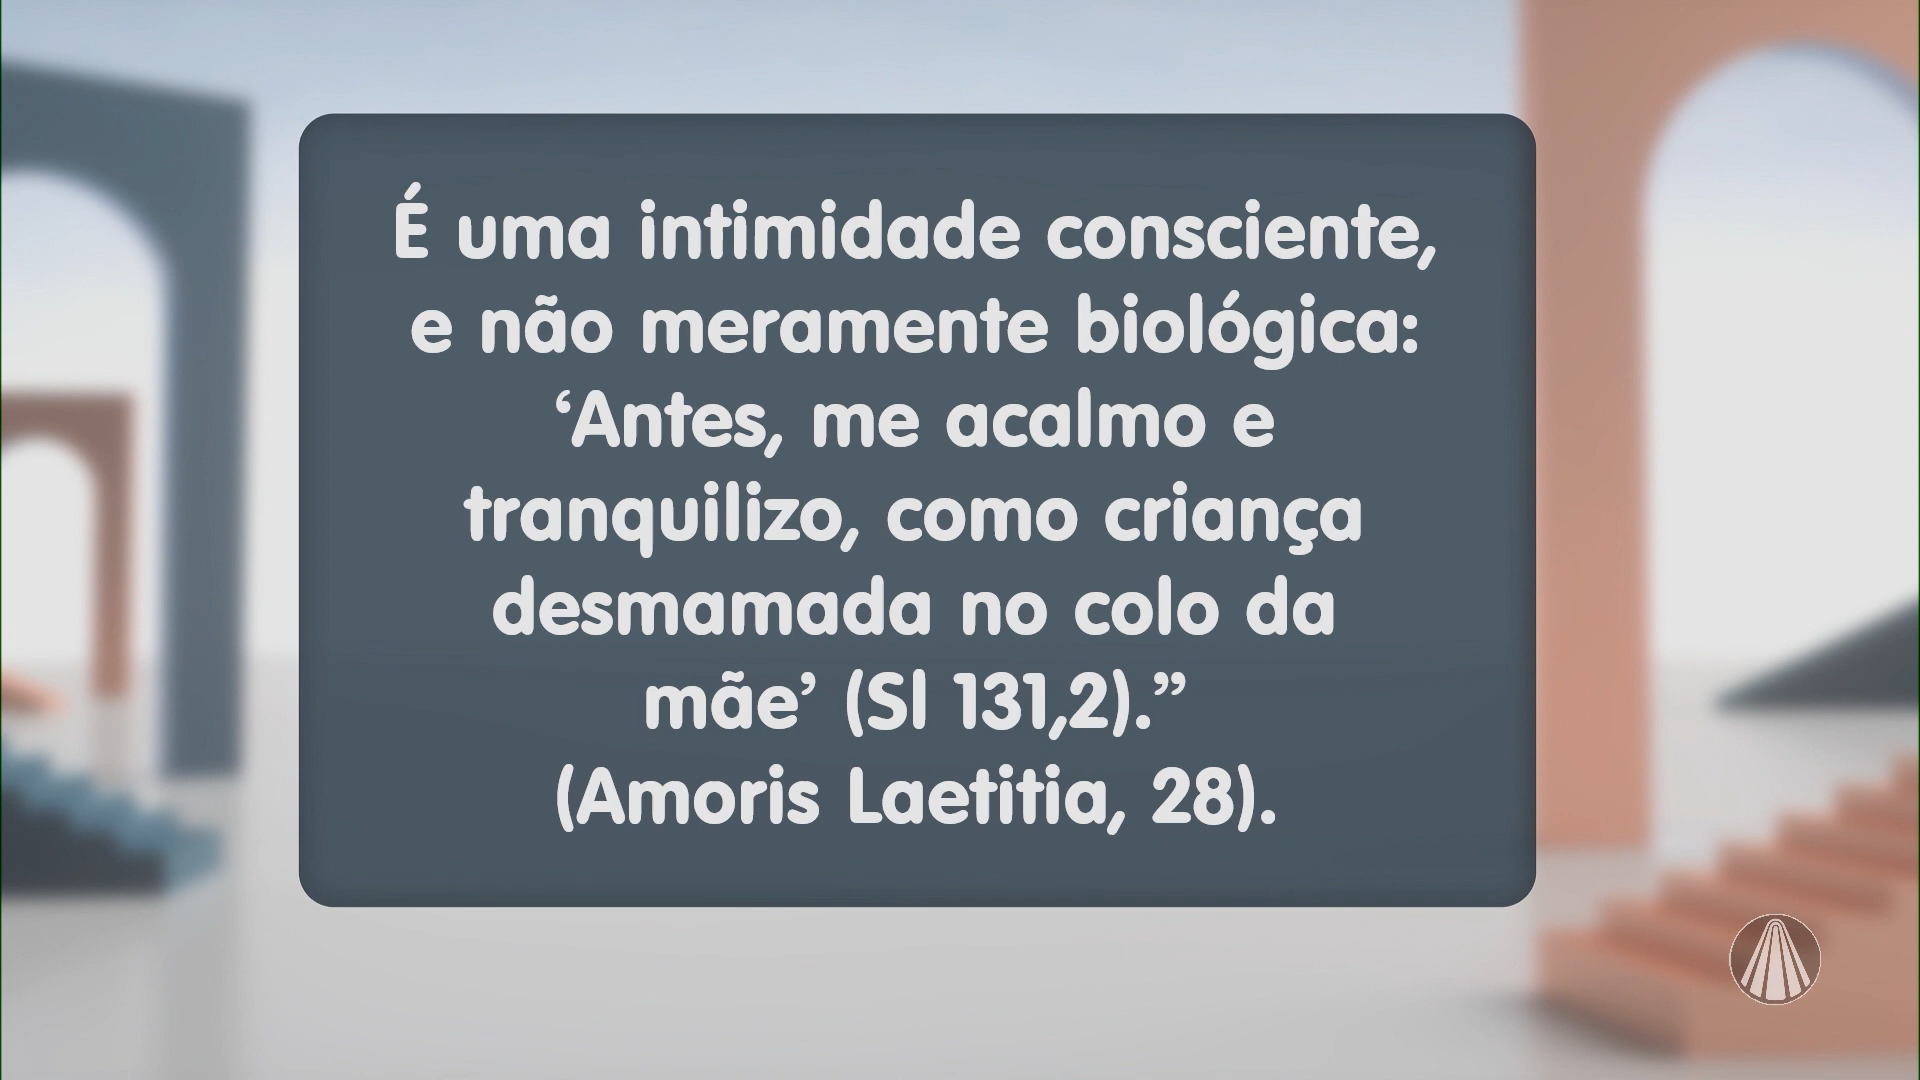 É uma intimidade consciente,
e não meramente biológica:
‘Antes, me acalmo e
tranquilizo, como criança
desmamada no colo da
mãe’ (Sl 131,2).”
(Amoris Laetitia, 28).